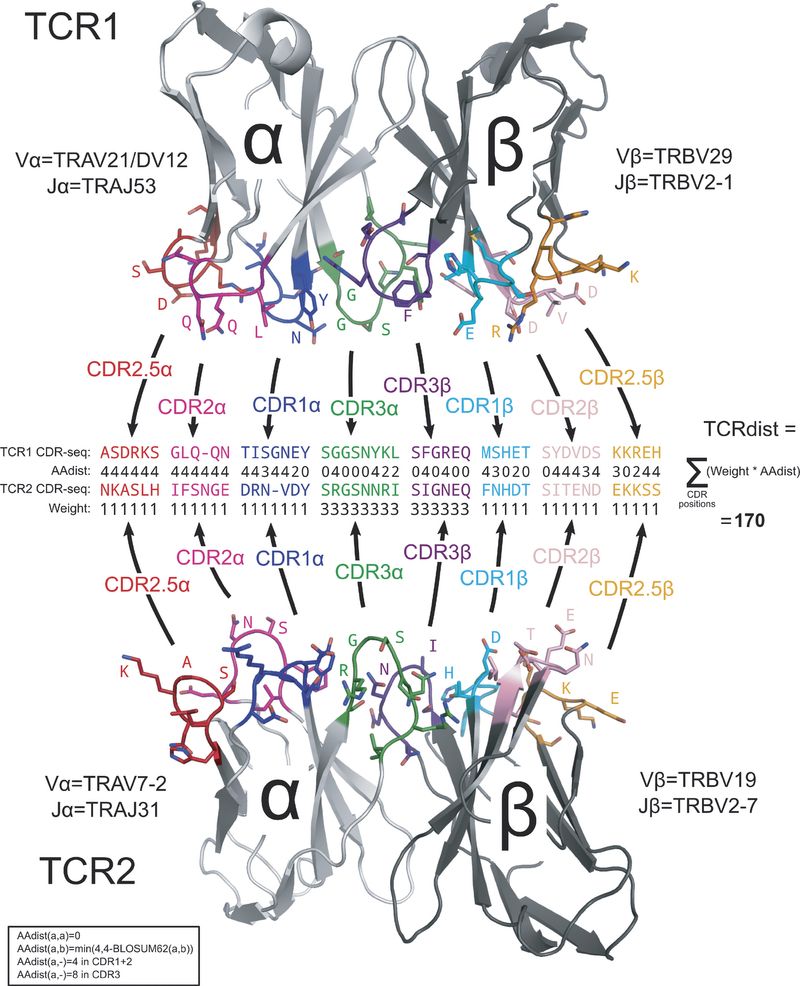 TCR1
α
β
Vα=TRAV21/DV12
Jα=TRAJ53
Vβ=TRBV29
Jβ=TRBV2-1
S
D
Q
Q
L
N
Y
G
G
S
F
E
R
D
V
D
K
CDR2.5α
CDR2α
CDR1α
CDR3α
CDR3β
CDR1β
CDR2β
CDR2.5β
TCR1 CDR-seq: ASDRKS GLQ-QN TISGNEY SGGSNYKL SFGREQ MSHET SYDVDS KKREH
AAdist: 444444 444444 4434420 04000422 040400 43020 044434 30244
TCR2 CDR-seq: NKASLH IFSNGE DRN-VDY SRGSNNRI SIGNEQ FNHDT SITEND EKKSS
Weight: 111111 111111 1111111 33333333 333333 11111 111111 11111
TCRdist =
∑ (Weight * AAdist)
CDR
positions
=170
CDR2.5α
CDR2α
CDR1α
CDR3α
CDR3β
CDR1β
CDR2β
CDR2.5β
K
A
S
N
S
R
G
S
N
I
H
D
T
E
N
K
E
Vα=TRAV7-2
Jα=TRAJ31
α
β
Vβ=TRBV19
Jβ=TRBV2-7
TCR2
AAdist(a,a)=0
AAdist(a,b)=min(4,4-BLOSUM62(a,b))
AAdist(a,-)=4 in CDR1+2
AAdist(a,-)=8 in CDR3